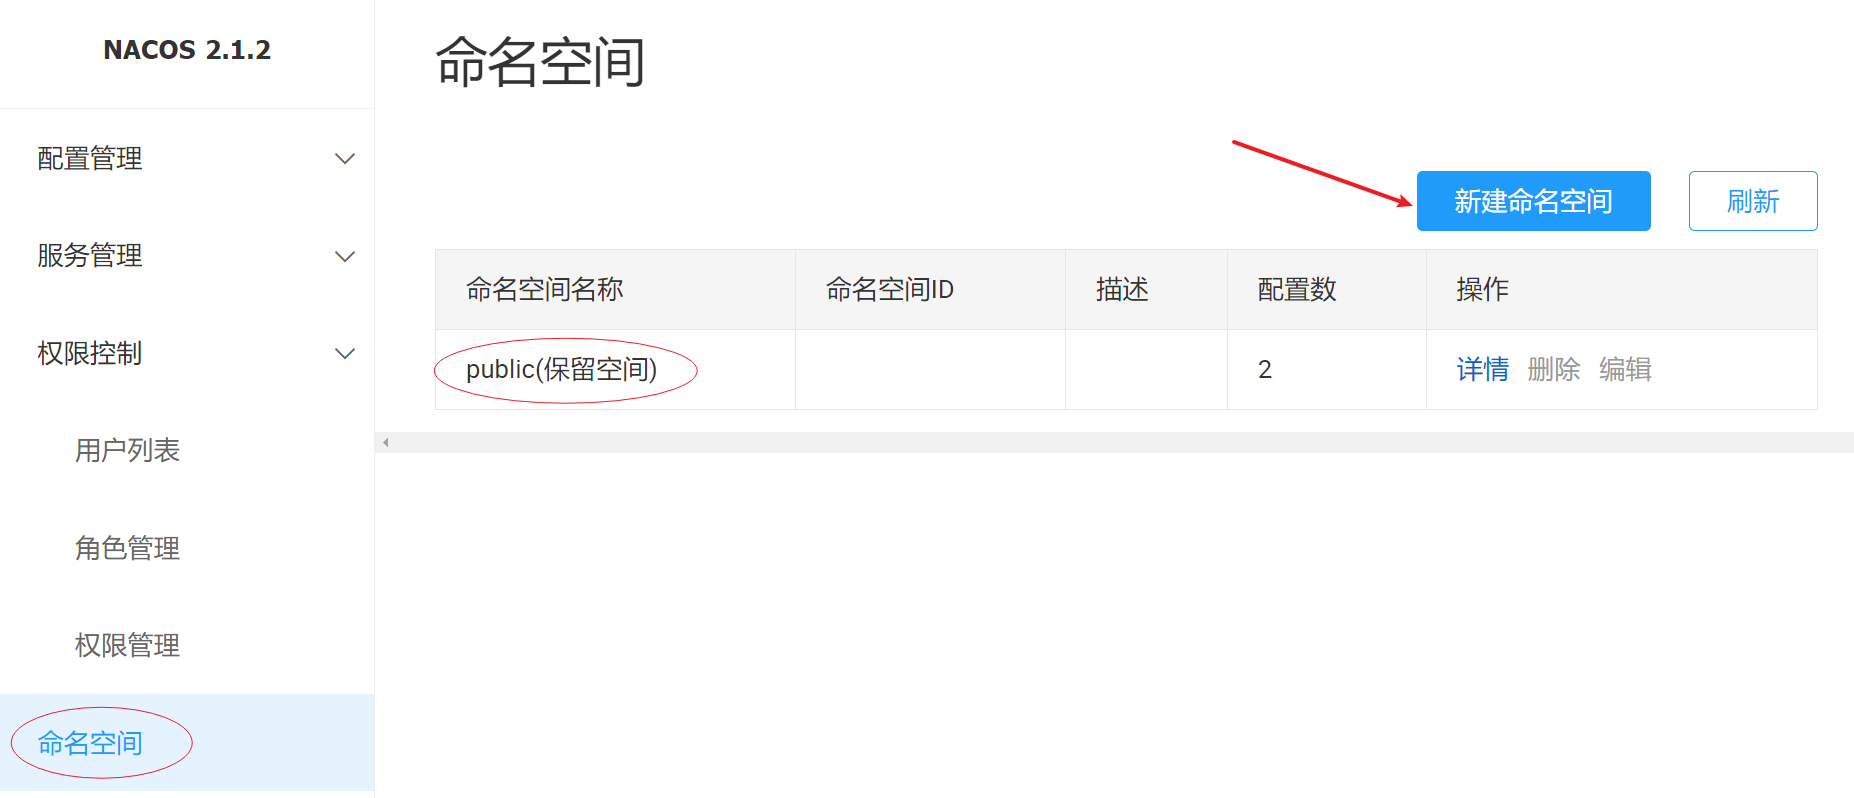 NACOS 2.1.2
配置管理
服务管理
权限控制
用户列表
角色管理
权限管理
命名空间
命名空间
新建命名空间 刷新
命名空间名称 命名空间ID 描述 配置数 操作
public(保留空间) 2 详情 删除 编辑